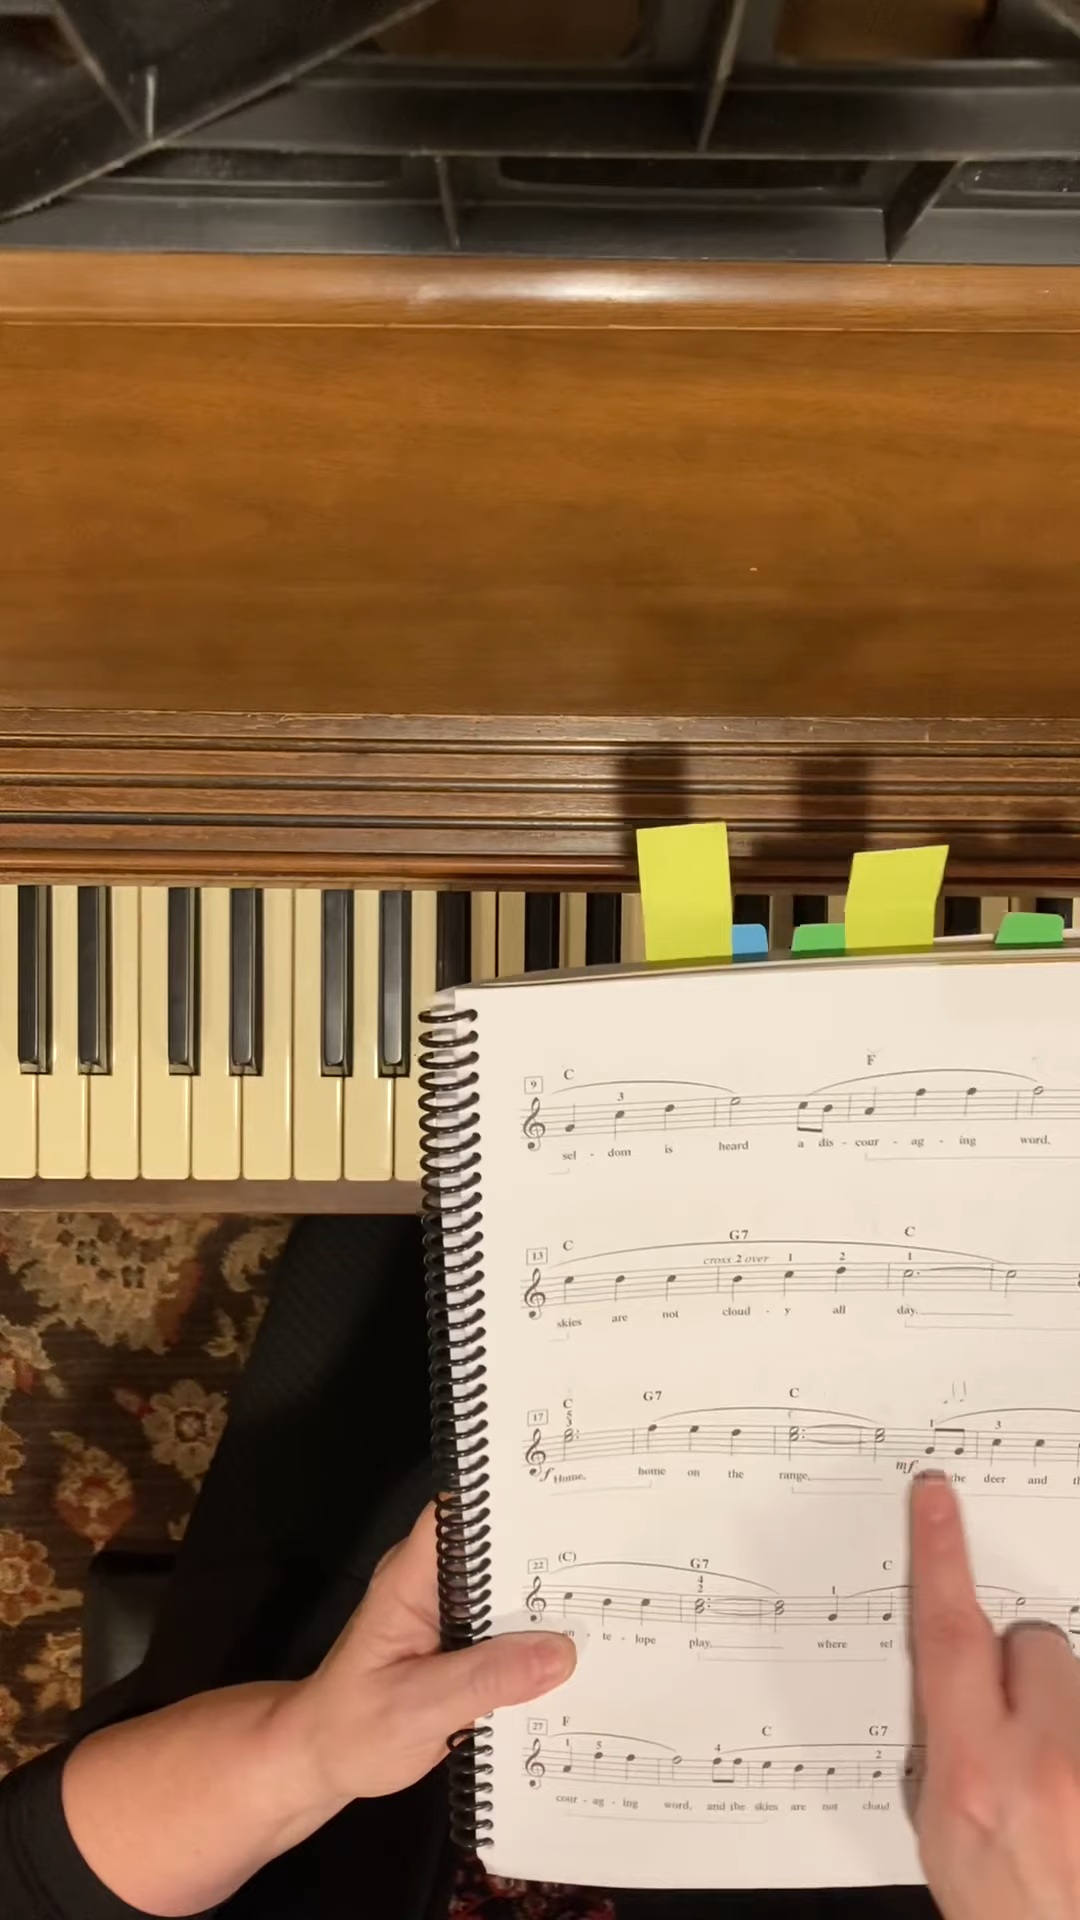 C F
9 3
sel - dom is heard a dis - cour - ag - ing word,
C G7 C
13 cross 2 over 1 2 1
skies are not cloud - y all day.
C G7 C
17 5 3 1 3
f Home, home on the range, mf the deer and
22 (C) G7 C
4 2 1
an - te - lope play, where sel
27 F C G7
1 5 4 2
cour - ag - ing word, and the skies are not cloud